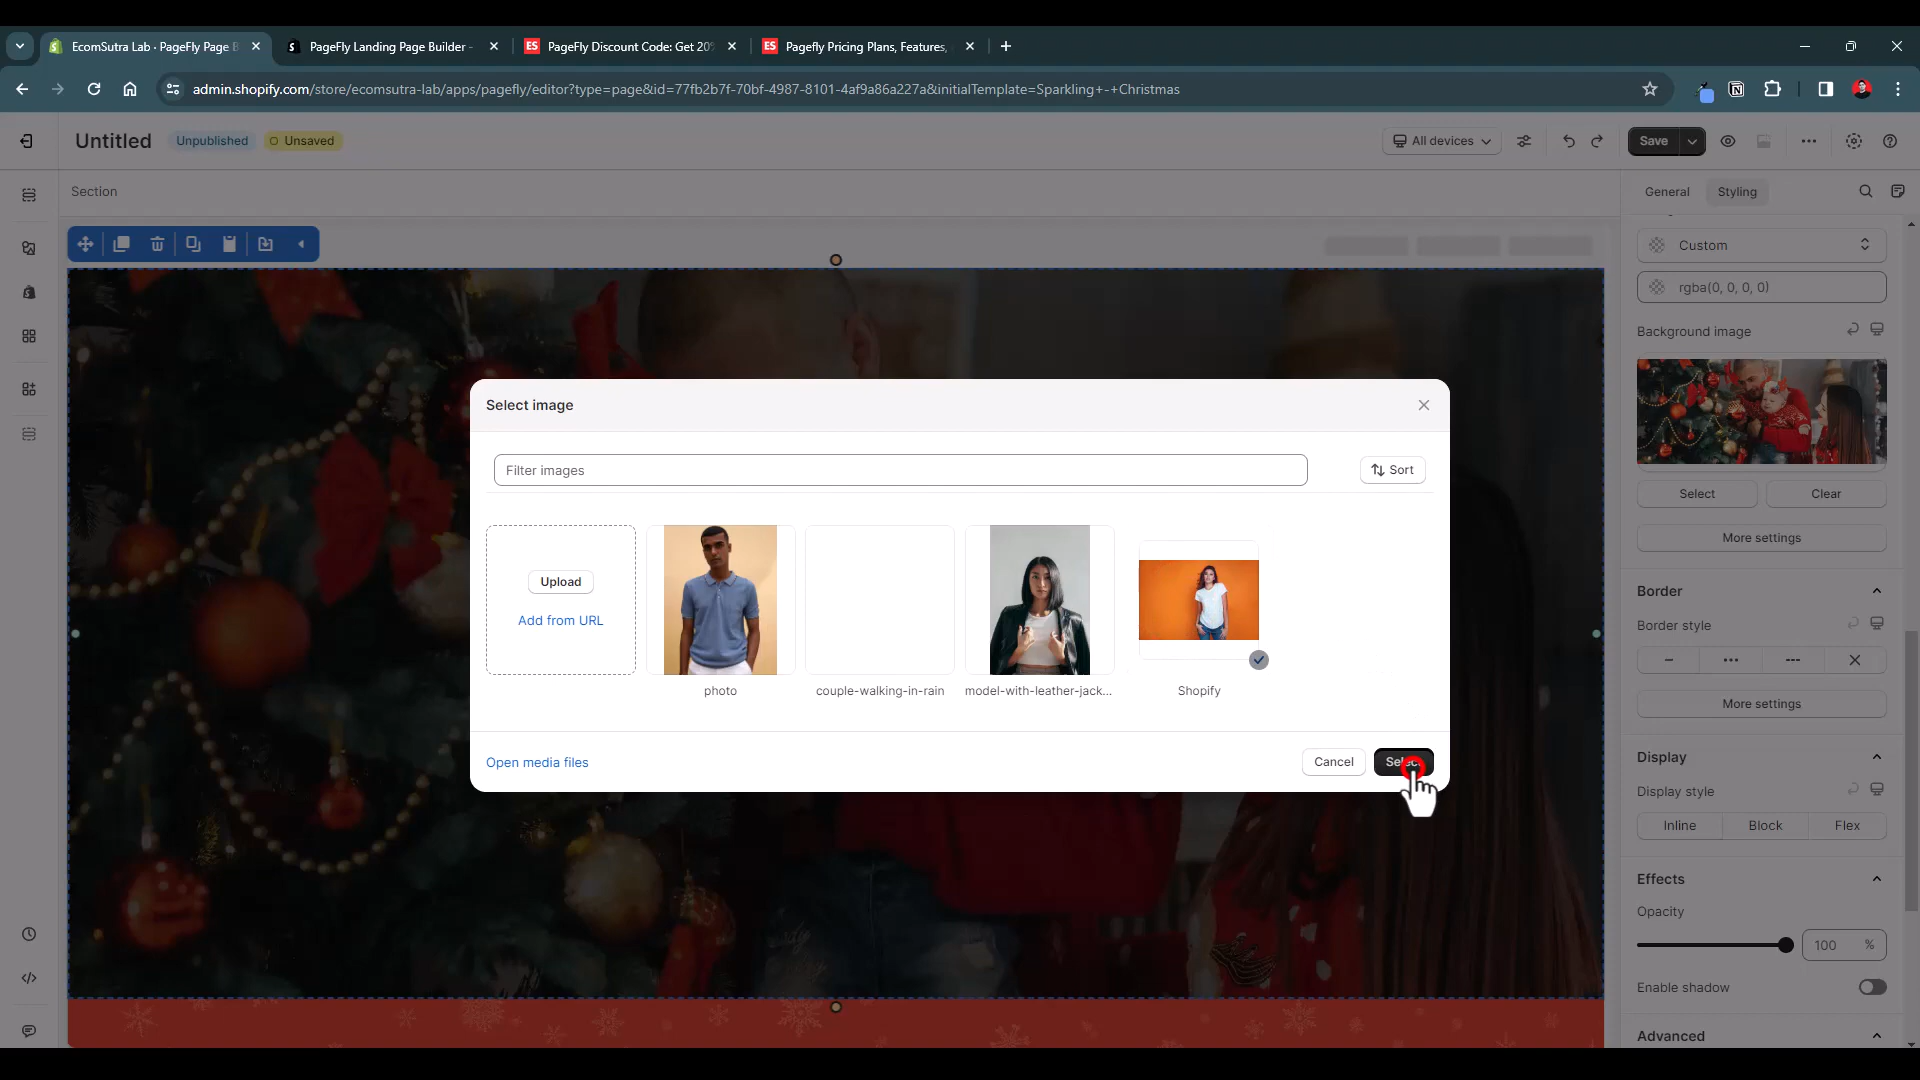 EcomSutra Lab · PageFly Page B
PageFly Landing Page Builder -
ES PageFly Discount Code: Get 20
ES Pagefly Pricing Plans, Features,
admin.shopify.com/store/ecomsutra-lab/apps/pagefly/editor?type=page&id=77fb2b7f-70bf-4987-8101-4af9a86a227a&initialTemplate=Sparkling+-+Christmas
Untitled
Unpublished
Unsaved
All devices
Save
Section
General
Styling
Custom
rgba(0, 0, 0, 0)
Background image
Select
Clear
More settings
Border
Border style
More settings
Display
Display style
Inline
Block
Flex
Effects
Opacity
100 %
Enable shadow
Advanced
Select image
Filter images
Sort
Upload
Add from URL
photo
couple-walking-in-rain
model-with-leather-jack...
Shopify
Open media files
Cancel
Select